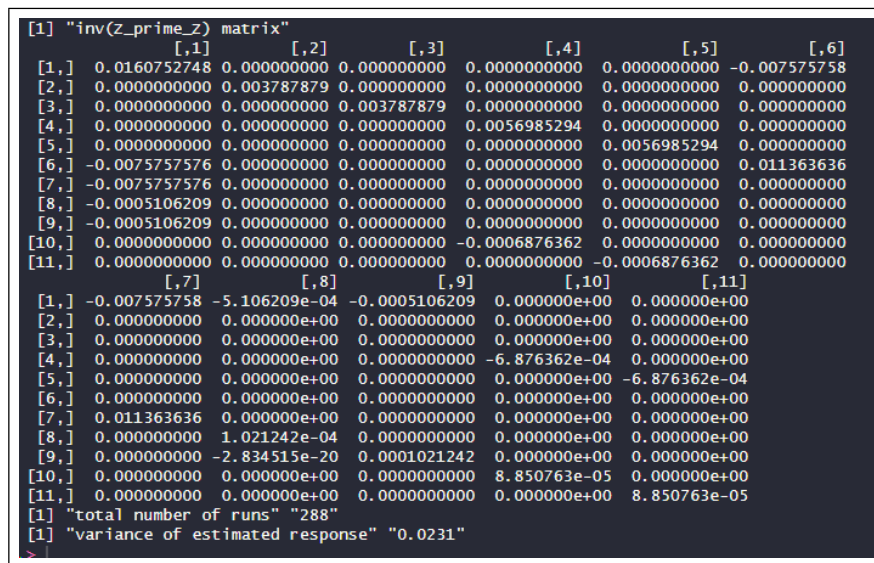 [1] "inv(z_prime_z) matrix"
[,1] [,2] [,3] [,4] [,5] [,6]
[1,] 0.0160752748 0.000000000 0.000000000 0.0000000000 0.0000000000 -0.007575758
[2,] 0.0000000000 0.003787879 0.000000000 0.0000000000 0.0000000000 0.000000000
[3,] 0.0000000000 0.000000000 0.003787879 0.0000000000 0.0000000000 0.000000000
[4,] 0.0000000000 0.000000000 0.000000000 0.0056985294 0.0000000000 0.000000000
[5,] 0.0000000000 0.000000000 0.000000000 0.0000000000 0.0056985294 0.000000000
[6,] -0.0075757576 0.000000000 0.000000000 0.0000000000 0.0000000000 0.011363636
[7,] -0.0075757576 0.000000000 0.000000000 0.0000000000 0.0000000000 0.000000000
[8,] -0.0005106209 0.000000000 0.000000000 0.0000000000 0.0000000000 0.000000000
[9,] -0.0005106209 0.000000000 0.000000000 0.0000000000 0.0000000000 0.000000000
[10,] 0.0000000000 0.000000000 0.000000000 -0.0006876362 0.0000000000 0.000000000
[11,] 0.0000000000 0.000000000 0.000000000 0.0000000000 -0.0006876362 0.000000000
[,7] [,8] [,9] [,10] [,11]
[1,] -0.007575758 -5.106209e-04 -0.0005106209 0.000000e+00 0.000000e+00
[2,] 0.000000000 0.000000e+00 0.0000000000 0.000000e+00 0.000000e+00
[3,] 0.000000000 0.000000e+00 0.0000000000 0.000000e+00 0.000000e+00
[4,] 0.000000000 0.000000e+00 0.0000000000 -6.876362e-04 0.000000e+00
[5,] 0.000000000 0.000000e+00 0.0000000000 0.000000e+00 -6.876362e-04
[6,] 0.000000000 0.000000e+00 0.0000000000 0.000000e+00 0.000000e+00
[7,] 0.011363636 0.000000e+00 0.0000000000 0.000000e+00 0.000000e+00
[8,] 0.000000000 1.021242e-04 0.0000000000 0.000000e+00 0.000000e+00
[9,] 0.000000000 -2.834515e-20 0.0001021242 0.000000e+00 0.000000e+00
[10,] 0.000000000 0.000000e+00 0.0000000000 8.850763e-05 0.000000e+00
[11,] 0.000000000 0.000000e+00 0.0000000000 0.000000e+00 8.850763e-05
[1] "total number of runs" "288"
[1] "variance of estimated response" "0.0231"
>